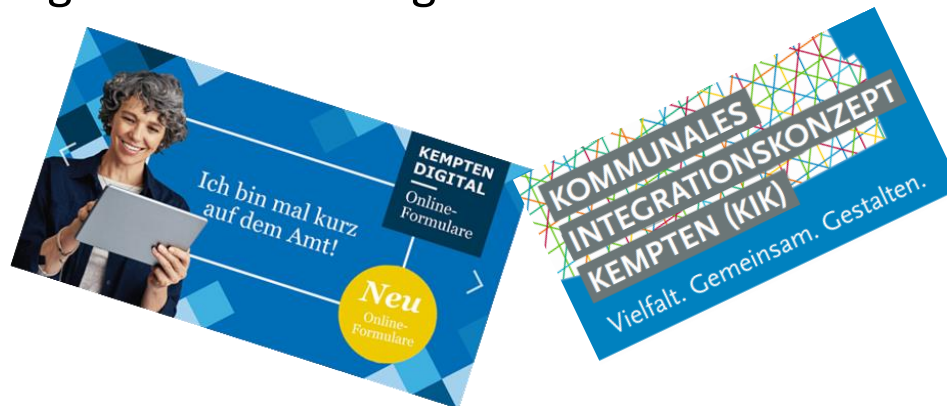 Ich bin mal kurz
auf dem Amt!
KEMPTEN
DIGITAL
Online-
Formulare
Neu
Online-
Formulare
KOMMUNALES
INTEGRATIONSKONZEPT
KEMPTEN (KIK)
Vielfalt. Gemeinsam. Gestalten.